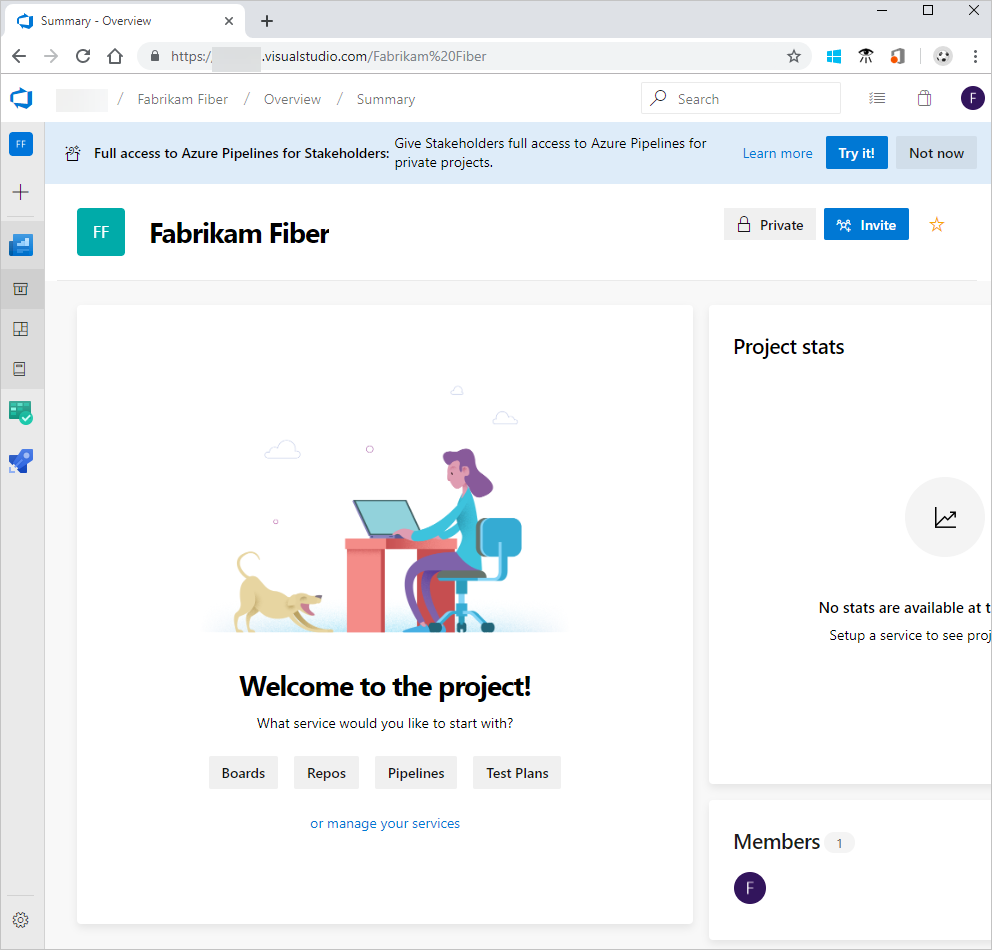 Summary - Overview
https:/ .visualstudio.com/Fabrikam%20Fiber
/ Fabrikam Fiber / Overview / Summary
Search
F
FF
Full access to Azure Pipelines for Stakeholders: Give Stakeholders full access to Azure Pipelines for
private projects.
Learn more
Try it!
Not now
FF
Fabrikam Fiber
Private
Invite
Project stats
No stats are available at t
Setup a service to see proj
Welcome to the project!
What service would you like to start with?
Boards
Repos
Pipelines
Test Plans
or manage your services
Members 1
F